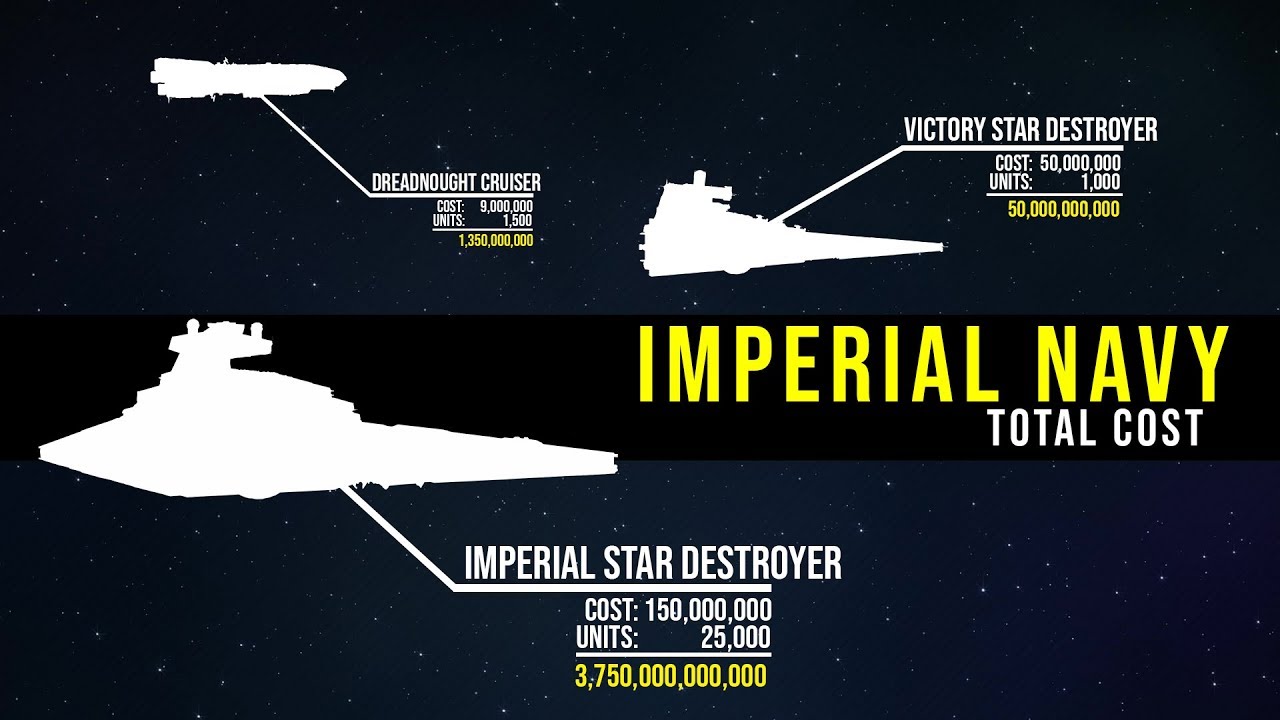 DREADNOUGHT CRUISER
COST: 9,000,000
UNITS: 1,500
1,350,000,000
VICTORY STAR DESTROYER
COST: 50,000,000
UNITS: 1,000
50,000,000,000
IMPERIAL NAVY
TOTAL COST
IMPERIAL STAR DESTROYER
COST: 150,000,000
UNITS: 25,000
3,750,000,000,000